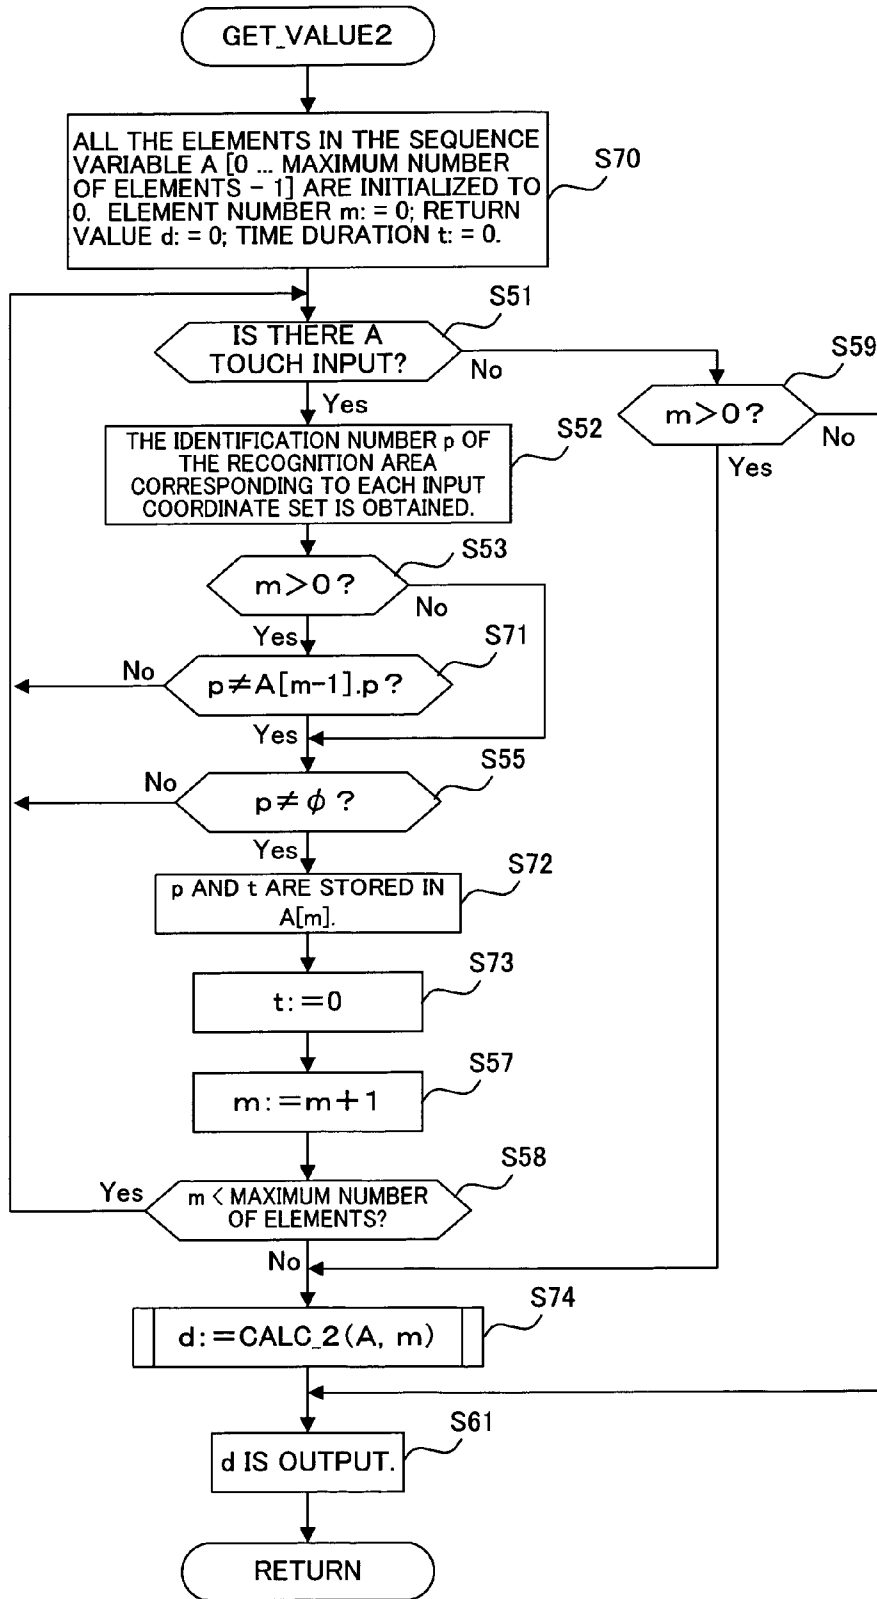 GET_VALUE2
ALL THE ELEMENTS IN THE SEQUENCE
VARIABLE A [0 ... MAXIMUM NUMBER
OF ELEMENTS - 1] ARE INITIALIZED TO
0. ELEMENT NUMBER m: = 0; RETURN
VALUE d: = 0; TIME DURATION t: = 0.
S70
S51
IS THERE A
TOUCH INPUT?
No
Yes
S59
m>0?
No
Yes
THE IDENTIFICATION NUMBER p OF
THE RECOGNITION AREA
CORRESPONDING TO EACH INPUT
COORDINATE SET IS OBTAINED.
S52
S53
m>0?
No
Yes
S71
p≠A[m-1].p?
No
Yes
S55
p≠φ?
No
Yes
S72
p AND t ARE STORED IN
A[m].
S73
t:=0
S57
m:=m+1
S58
m < MAXIMUM NUMBER
OF ELEMENTS?
Yes
No
S74
d:=CALC_2(A, m)
S61
d IS OUTPUT.
RETURN